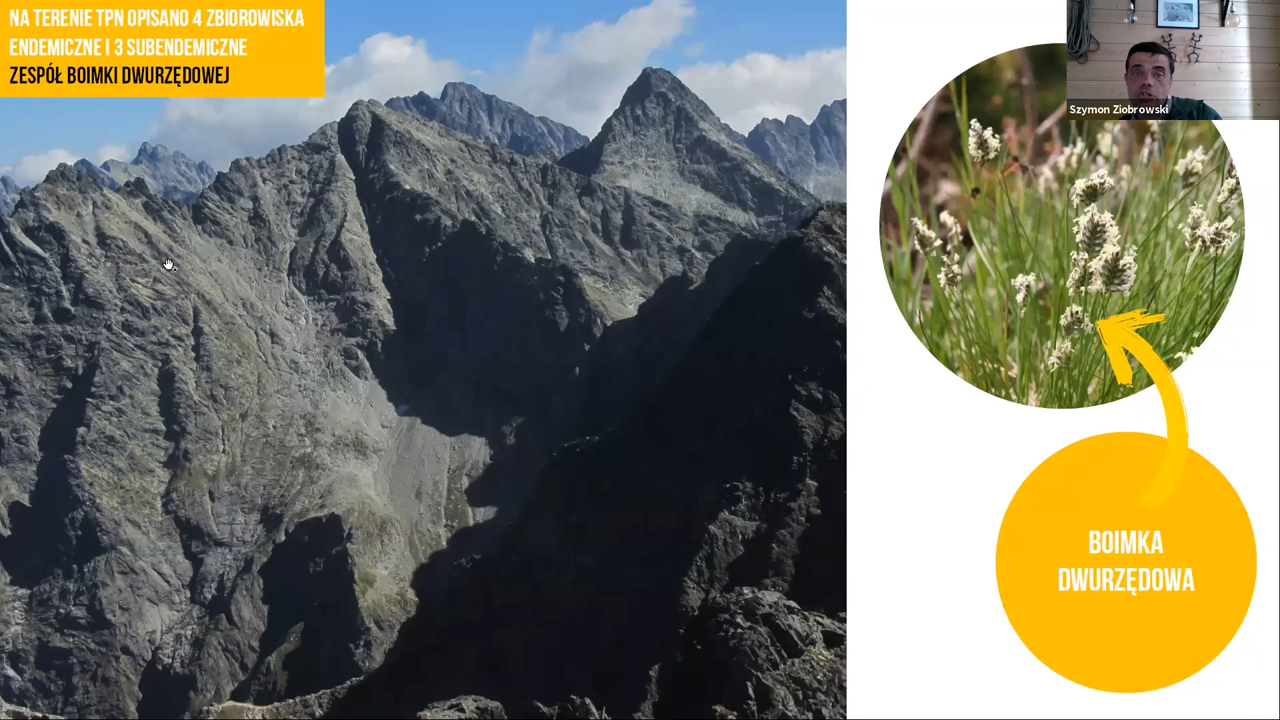 NA TERENIE TPN OPISANO 4 ZBIOROWISKA
ENDEMICZNE I 3 SUBENDEMICZNE
ZESPÓŁ BOIMKI DWURZĘDOWEJ
Szymon Ziobrowski
BOIMKA
DWURZĘDOWA